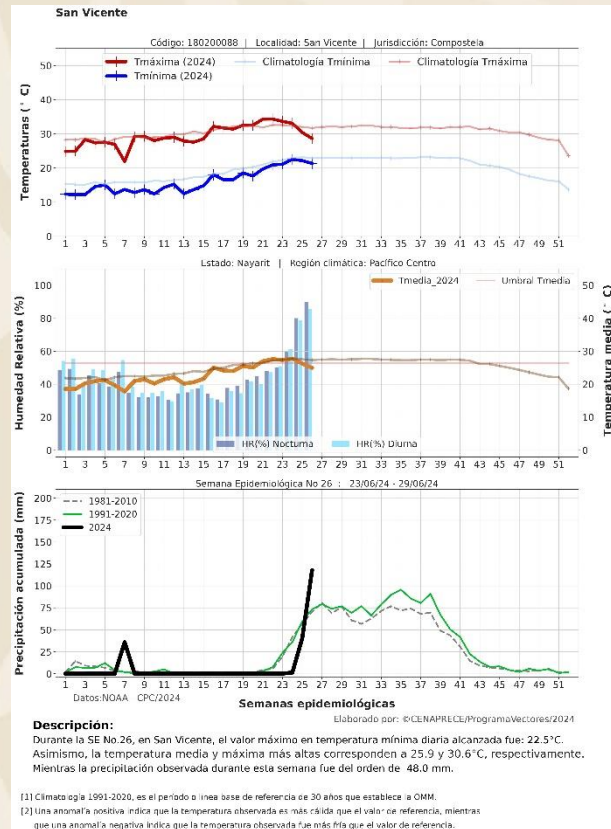 San Vicente
Código: 180200088 | Localidad: San Vicente | Jurisdicción: Compostela
Tmáxima (2024)
Climatología Tmínima
Climatología Tmáxima
Tmínima (2024)
Temperaturas (° C)
50
40
30
20
10
0
1 3 5 7 9 11 13 15 17 19 21 23 25 27 29 31 33 35 37 39 41 43 45 47 49 51
Estado: Nayarit | Región climática: Pacífico Centro
Tmedia_2024
Umbral Tmedia
Humedad Relativa (%)
100
80
60
40
20
0
50
40
30
20
10
0
Temperatura media (° C)
HR(%) Nocturna
HR(%) Diurna
1 3 5 7 9 11 13 15 17 19 21 23 25 27 29 31 33 35 37 39 41 43 45 47 49 51
Semana Epidemiológica No 26 : 23/06/24 - 29/06/24
1981-2010
1991-2020
2024
Precipitación acumulada (mm)
200
175
150
125
100
75
50
25
0
1 3 5 7 9 11 13 15 17 19 21 23 25 27 29 31 33 35 37 39 41 43 45 47 49 51
Datos:NOAA CPC/2024
Semanas epidemiológicas
Elaborado por: ©CENAPRECE/ProgramaVectores/2024
Descripción:
Durante la SE No.26, en San Vicente, el valor máximo en temperatura mínima diaria alcanzada fue: 22.5°C.
Asimismo, la temperatura media y máxima más altas corresponden a 25.9 y 30.6°C, respectivamente.
Mientras la precipitación observada durante esta semana fue del orden de 48.0 mm.
[1] Climatología 1991-2020, es el período o linea base de referencia de 30 años que establece la OMM.
[2] Una anomalía positiva indica que la temperatura observada es más cálida que el valor de referencia, mientras
que una anomalía negativa indica que la temperatura observada fue más fría que el valor de referencia.